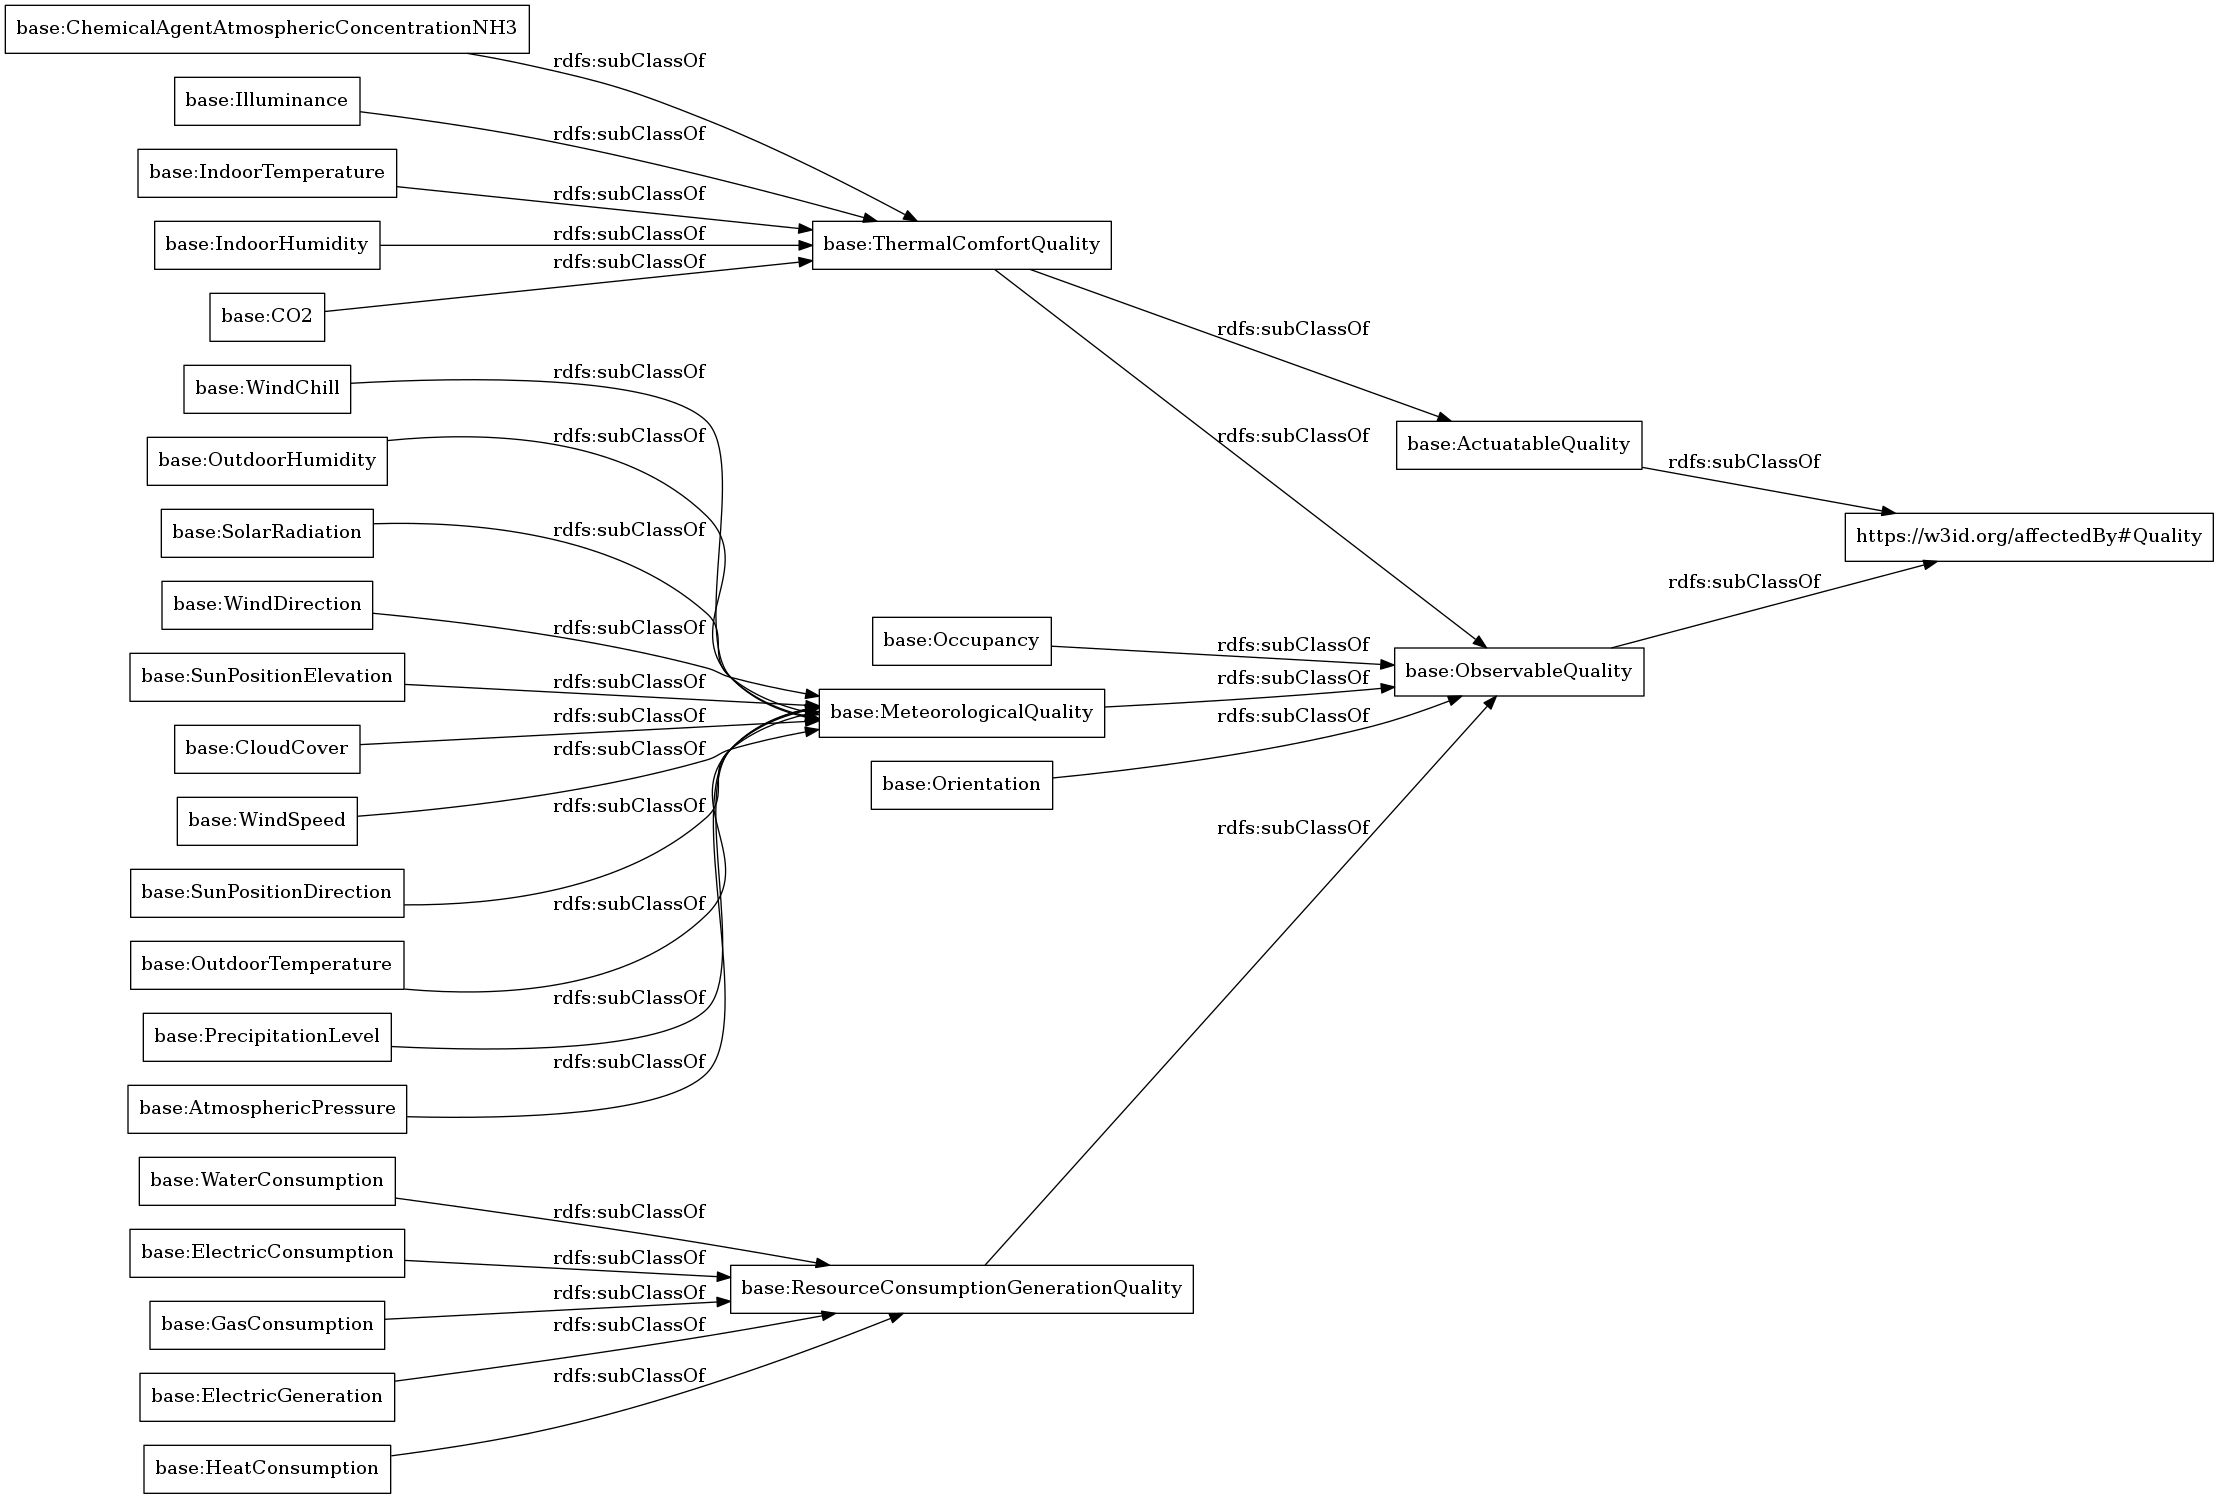 base:ChemicalAgentAtmosphericConcentrationNH3
rdfs:subClassOf
base:Illuminance
rdfs:subClassOf
base:IndoorTemperature
rdfs:subClassOf
base:IndoorHumidity
rdfs:subClassOf
base:ThermalComfortQuality
rdfs:subClassOf
base:CO2
rdfs:subClassOf
rdfs:subClassOf
base:WindChill
rdfs:subClassOf
rdfs:subClassOf
base:ActuatableQuality
base:OutdoorHumidity
rdfs:subClassOf
rdfs:subClassOf
base:SolarRadiation
https://w3id.org/affectedBy#Quality
rdfs:subClassOf
base:WindDirection
rdfs:subClassOf
base:Occupancy
rdfs:subClassOf
base:ObservableQuality
base:SunPositionElevation
rdfs:subClassOf
rdfs:subClassOf
base:MeteorologicalQuality
rdfs:subClassOf
rdfs:subClassOf
base:CloudCover
rdfs:subClassOf
base:Orientation
rdfs:subClassOf
base:WindSpeed
rdfs:subClassOf
base:SunPositionDirection
rdfs:subClassOf
base:OutdoorTemperature
rdfs:subClassOf
base:PrecipitationLevel
rdfs:subClassOf
base:AtmosphericPressure
base:WaterConsumption
rdfs:subClassOf
base:ElectricConsumption
rdfs:subClassOf
base:ResourceConsumptionGenerationQuality
rdfs:subClassOf
base:GasConsumption
rdfs:subClassOf
rdfs:subClassOf
base:ElectricGeneration
base:HeatConsumption